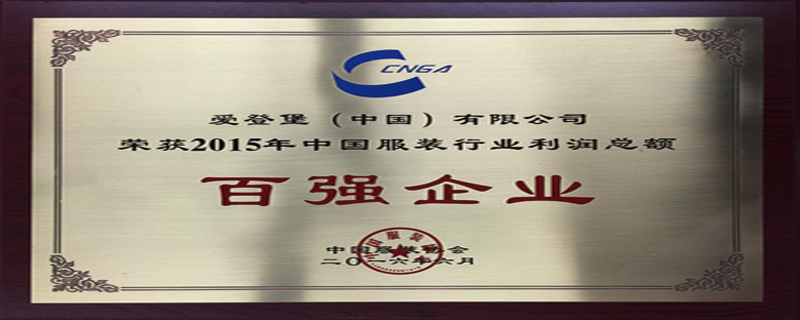 CNGA
爱登堡（中国）有限公司
荣获2015年中国服装行业利润总额
百强企业
中国服装协会
二〇一六年六月